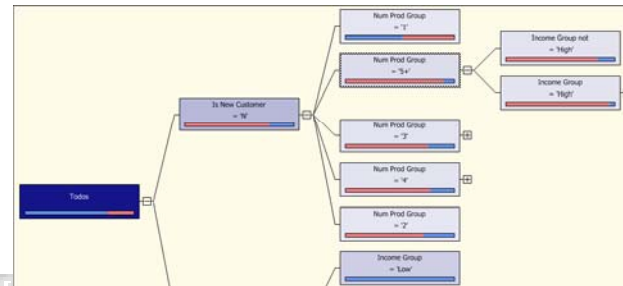 Num Prod Group
= '1'
Num Prod Group
= '5+'
Income Group not
= 'High'
Income Group
= 'High'
Is New Customer
= 'N'
Num Prod Group
= '3'
Num Prod Group
= '4'
Todos
Num Prod Group
= '2'
Income Group
= 'Low'